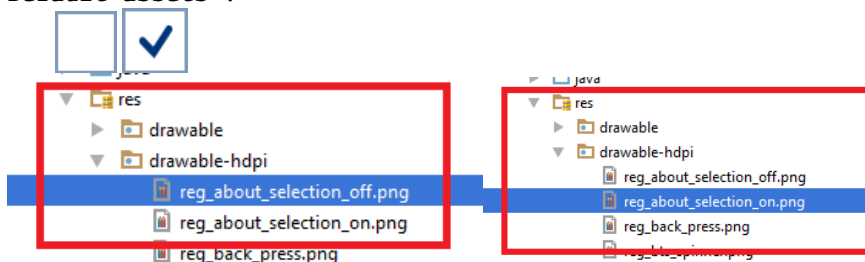 java
res
drawable
drawable-hdpi
reg_about_selection_off.png
reg_about_selection_on.png
reg_back_press.png
java
res
drawable
drawable-hdpi
reg_about_selection_off.png
reg_about_selection_on.png
reg_back_press.png